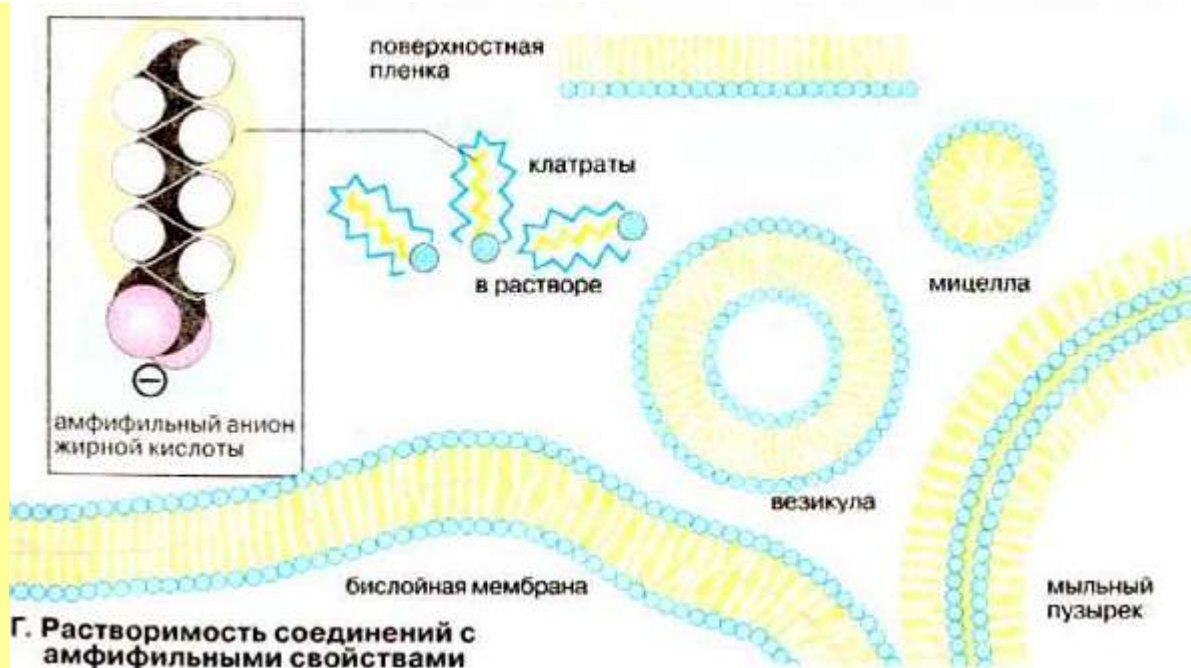 поверхностная
пленка
клатраты
в растворе
мицелла
амфифильный анион
жирной кислоты
везикула
бислойная мембрана
мыльный
пузырек
Г. Растворимость соединений с
амфифильными свойствами